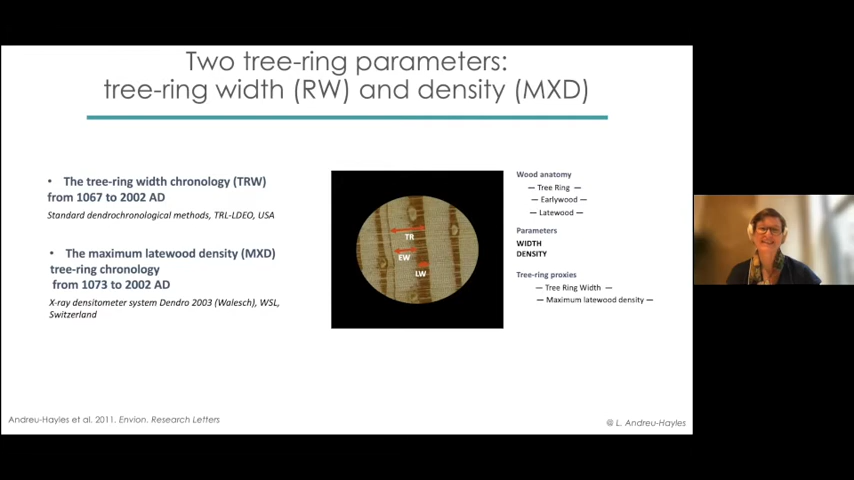 Two tree-ring parameters:
tree-ring width (RW) and density (MXD)
• The tree-ring width chronology (TRW)
from 1067 to 2002 AD
Standard dendrochronological methods, TRL-LDEO, USA
• The maximum latewood density (MXD)
tree-ring chronology
from 1073 to 2002 AD
X-ray densitometer system Dendro 2003 (Walesch), WSL,
Switzerland
TR
EW
LW
Wood anatomy
— Tree Ring —
— Earlywood —
— Latewood —
Parameters
WIDTH
DENSITY
Tree-ring proxies
— Tree Ring Width —
— Maximum latewood density —
Andreu-Hayles et al. 2011. Envion. Research Letters
@ L. Andreu-Hayles